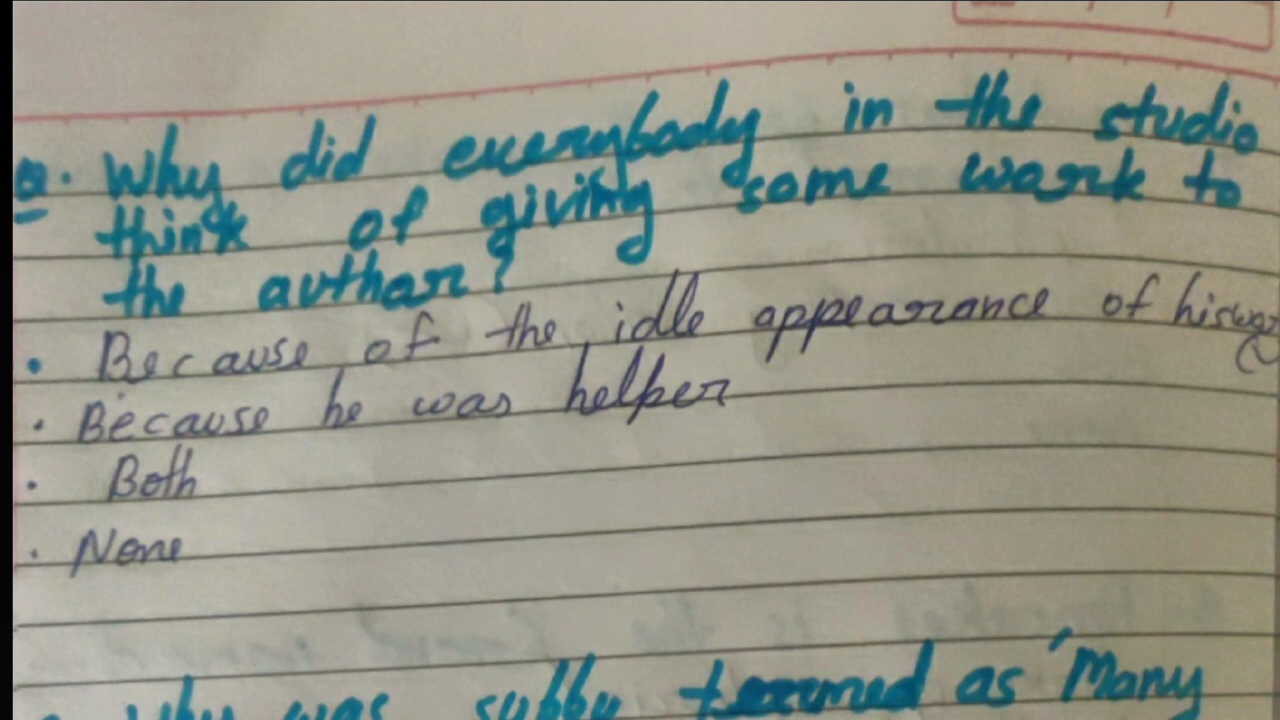 Q. Why did everybody in the studio
think of giving some work to
the author?
• Because of the idle appearance of his
• Because he was helper
• Both
• None
why was subbu termed as 'Many